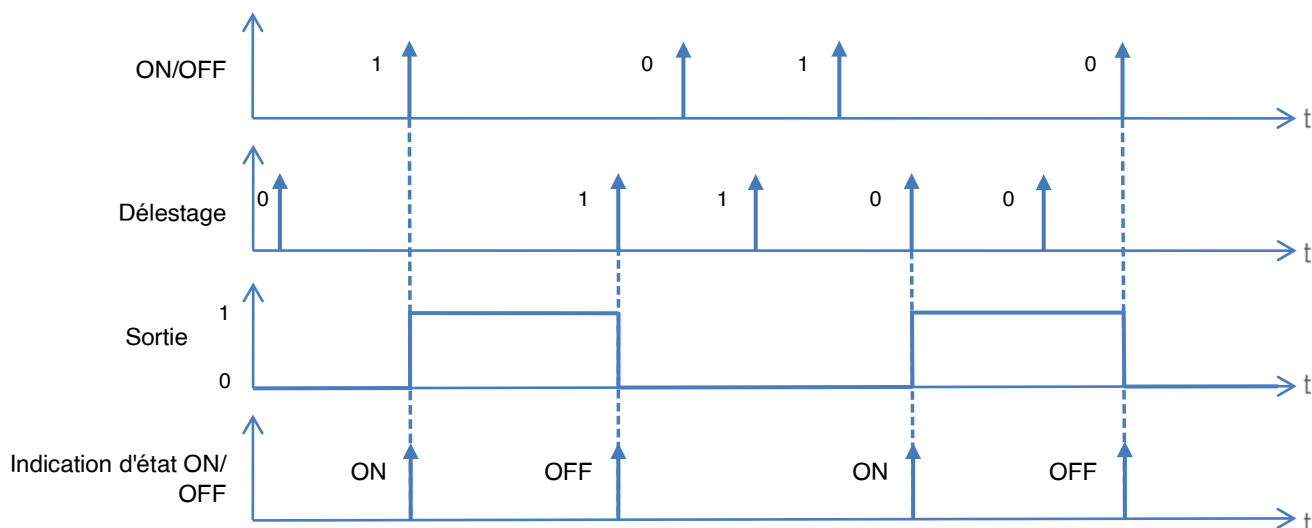 ON/OFF
1
0
1
0
t
Délestage
0
1
1
0
0
t
Sortie
1
0
t
Indication d'état ON/
OFF
ON
OFF
ON
OFF
t